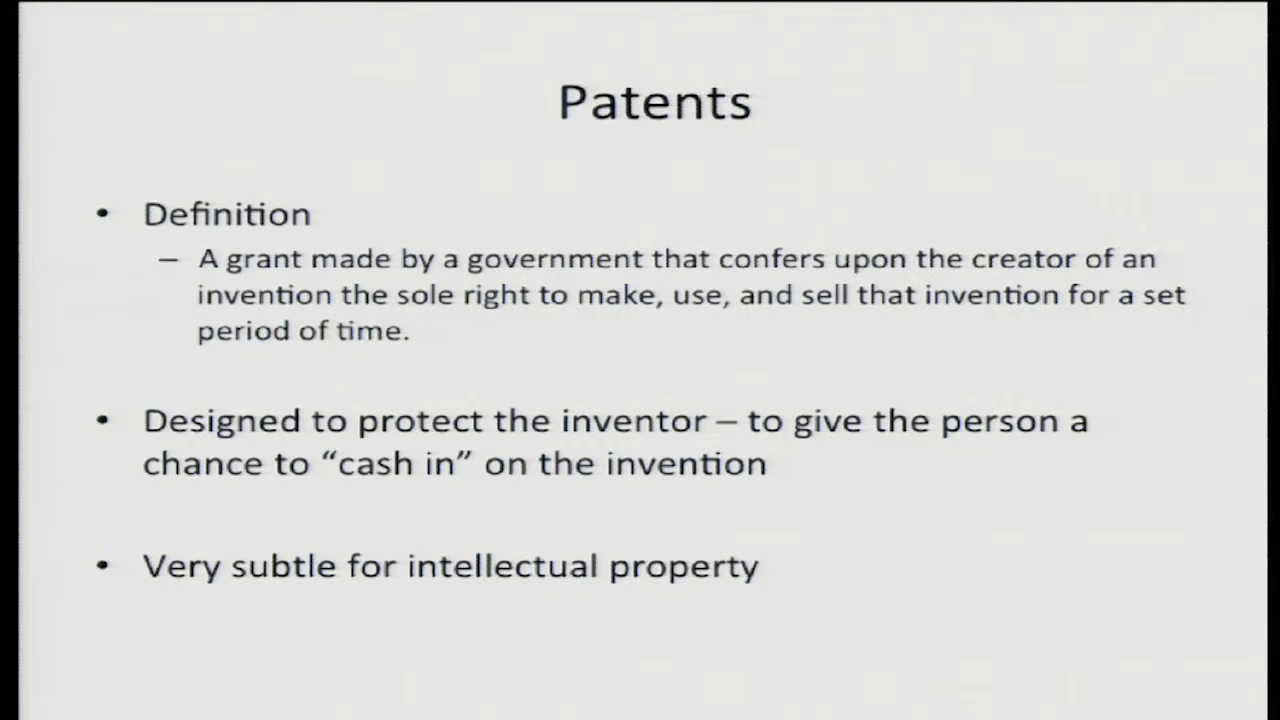 Patents
• Definition
– A grant made by a government that confers upon the creator of an
invention the sole right to make, use, and sell that invention for a set
period of time.
• Designed to protect the inventor – to give the person a
chance to “cash in” on the invention
• Very subtle for intellectual property